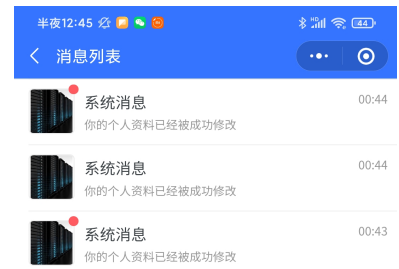 半夜12:45 HD 44
消息列表
系统消息 00:44
你的个人资料已经被成功修改
系统消息 00:44
你的个人资料已经被成功修改
系统消息 00:43
你的个人资料已经被成功修改